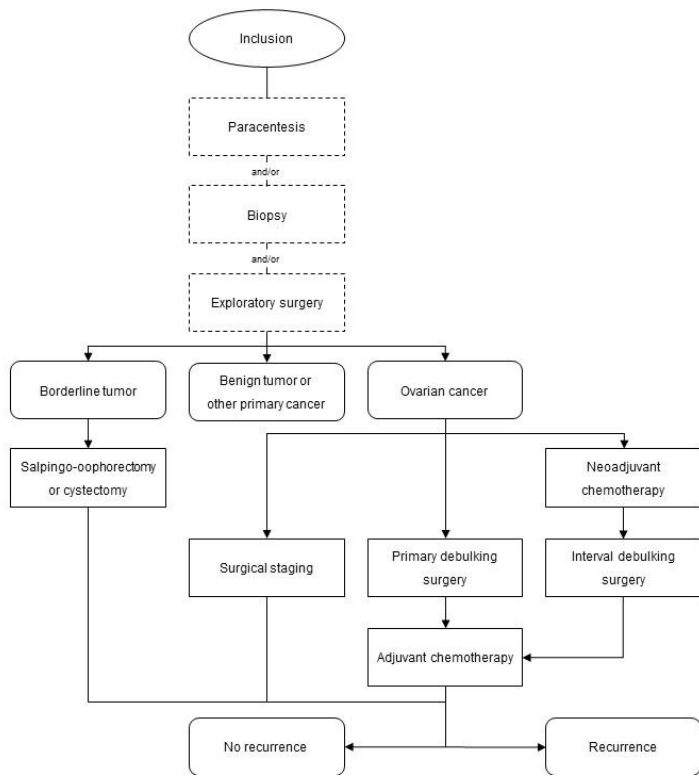 Inclusion
Paracentesis
and/or
Biopsy
and/or
Exploratory surgery
Borderline tumor
Benign tumor or
other primary cancer
Ovarian cancer
Salpingo-oophorectomy
or cystectomy
Neoadjuvant
chemotherapy
Surgical staging
Primary debulking
surgery
Interval debulking
surgery
Adjuvant chemotherapy
No recurrence
Recurrence